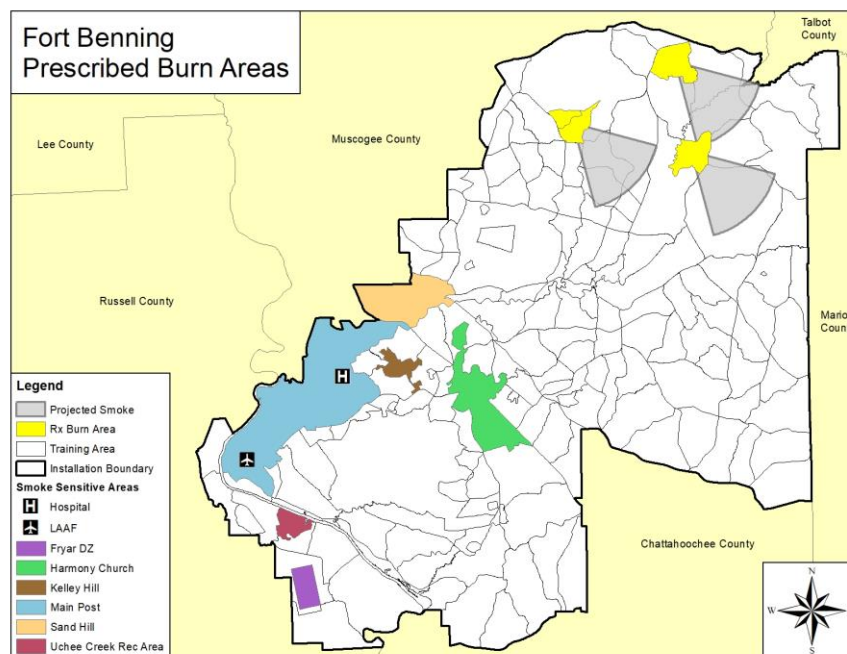 Fort Benning
Prescribed Burn Areas
Talbot
County
Lee County
Muscogee County
Russell County
Mario
Coun
Chattahoochee County
Legend
Projected Smoke
Rx Burn Area
Training Area
Installation Boundary
Smoke Sensitive Areas
H
Hospital
LAAF
Fryar DZ
Harmony Church
Kelley Hill
Main Post
Sand Hill
Uchee Creek Rec Area
H
N
W
E
S